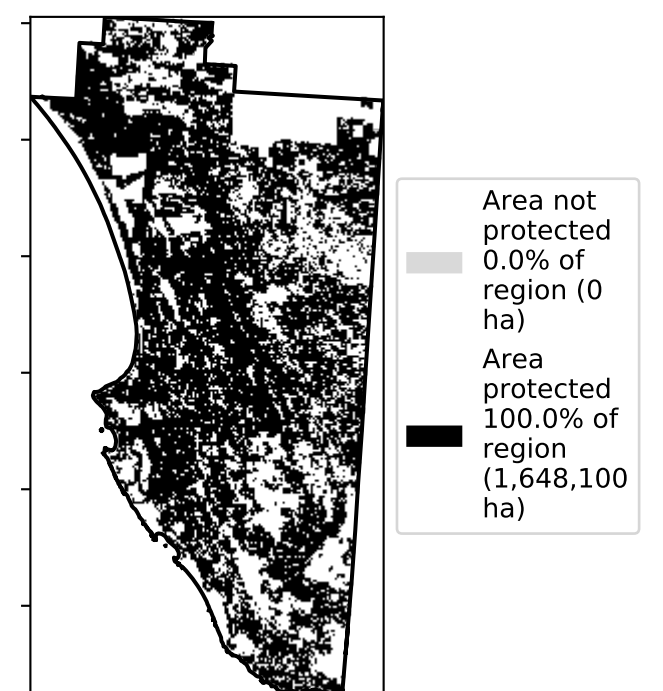 Area not
protected
0.0% of
region (0
ha)
Area
protected
100.0% of
region
(1,648,100
ha)